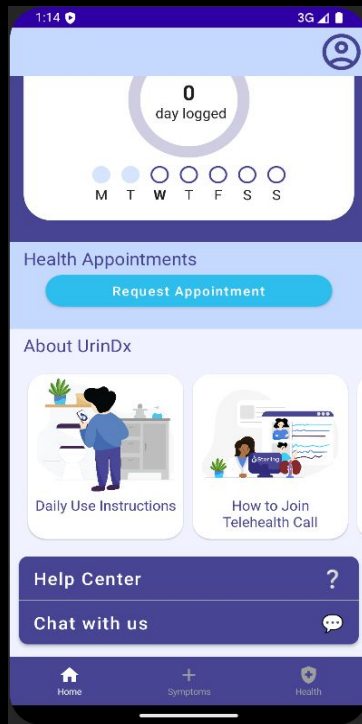 1:14
3G
0
day logged
M T W T F S S
Health Appointments
Request Appointment
About UrinDx
Daily Use Instructions
How to Join
Telehealth Call
Help Center ?
Chat with us
Home
Symptoms
Health